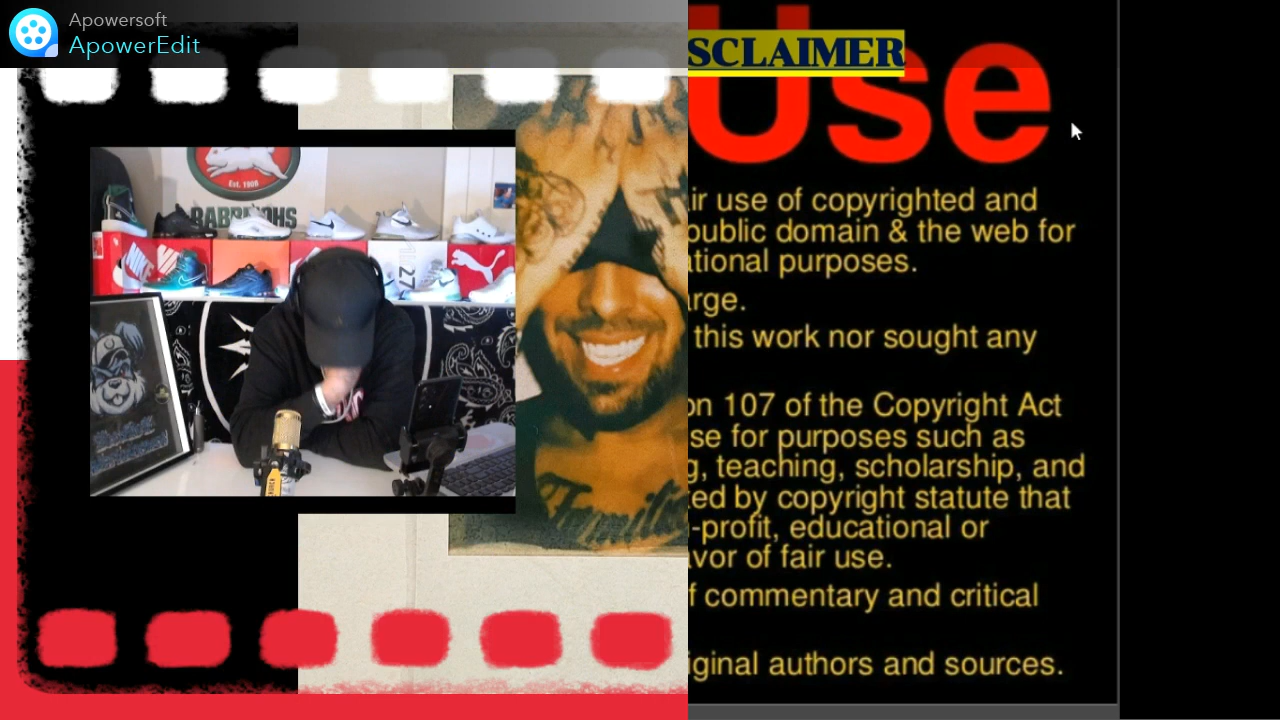 Apowersoft
ApowerEdit
SCLAIMER
Use
ir use of copyrighted and
public domain & the web for
ational purposes.
arge.
this work nor sought any
on 107 of the Copyright Act
se for purposes such as
g, teaching, scholarship, and
ted by copyright statute that
-profit, educational or
avor of fair use.
f commentary and critical
iginal authors and sources.
Est. 1908
RABBITOHS
27